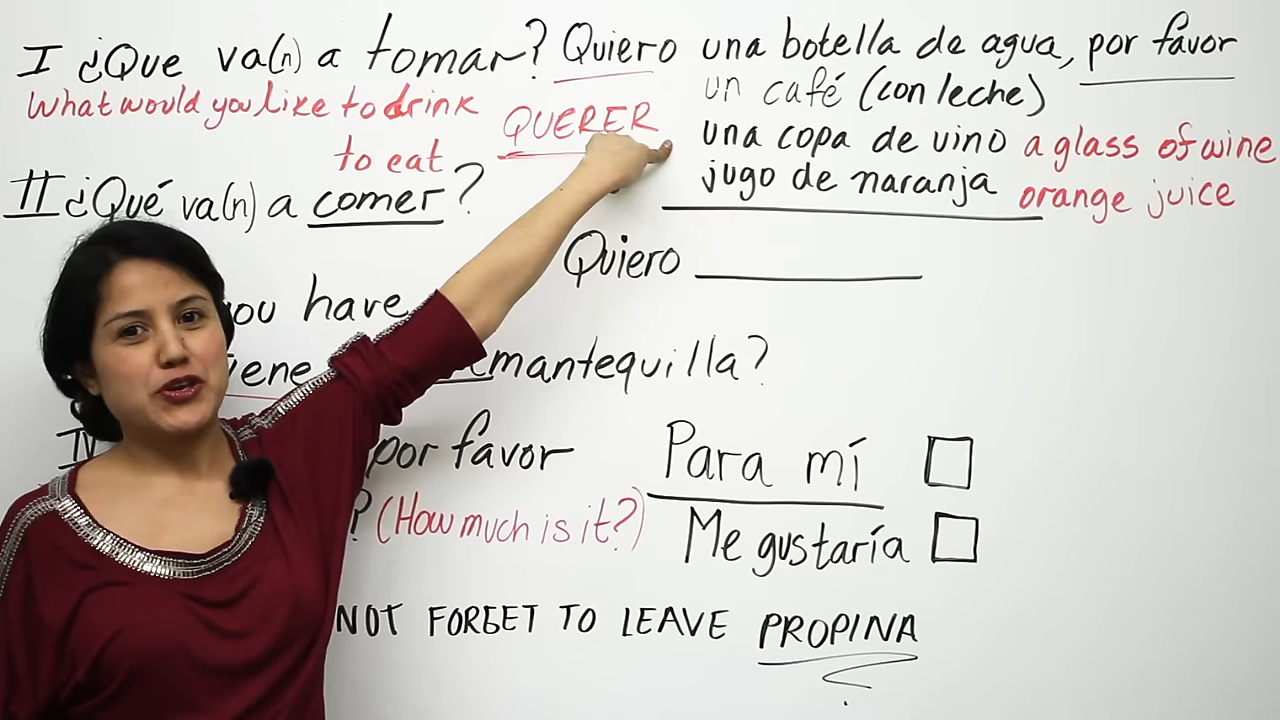 I ¿Que va(n) a tomar? Quiero una botella de agua, por favor
What would you like to drink
QUERER
un café (con leche)
to eat
una copa de vino a glass of wine
II ¿Qué va(n) a comer?
jugo de naranja orange juice
Quiero
you have
iene mantequilla?
IV por favor
Para mí
? (How much is it?)
Me gustaría
NOT FORGET TO LEAVE PROPINA